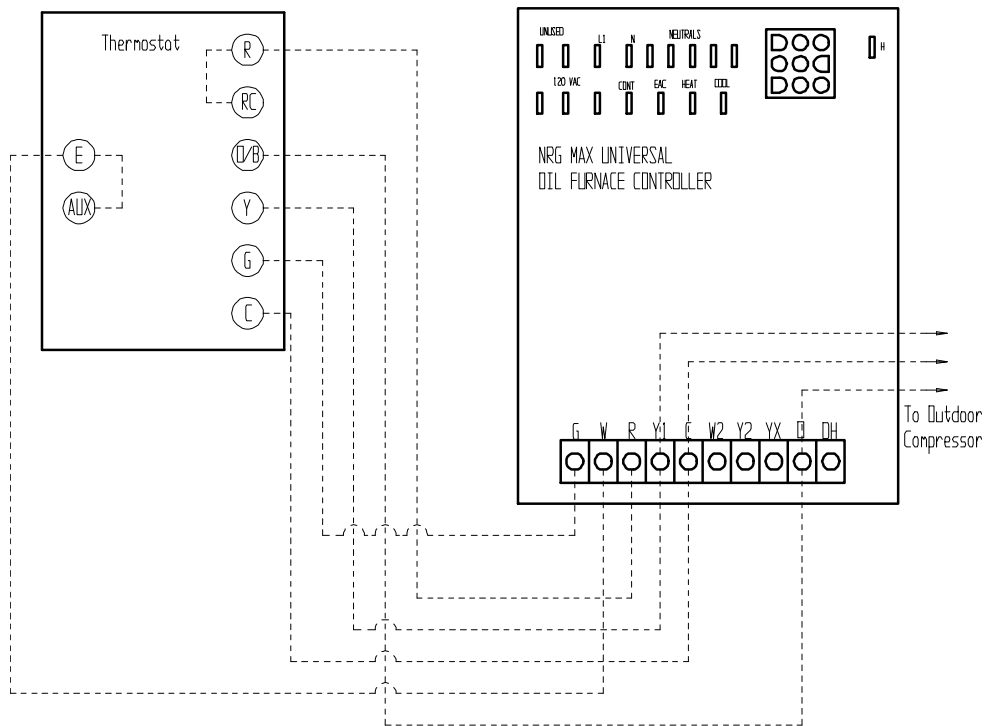 Thermostat
R
RC
O/B
Y
G
C
E
AUX
UNUSED
L1
N
NEUTRALS
H
120 VAC
CONT
EAC
HEAT
COOL
NRG MAX UNIVERSAL
OIL FURNACE CONTROLLER
G W R Y1 C W2 Y2 YX O DH
To Outdoor
Compressor